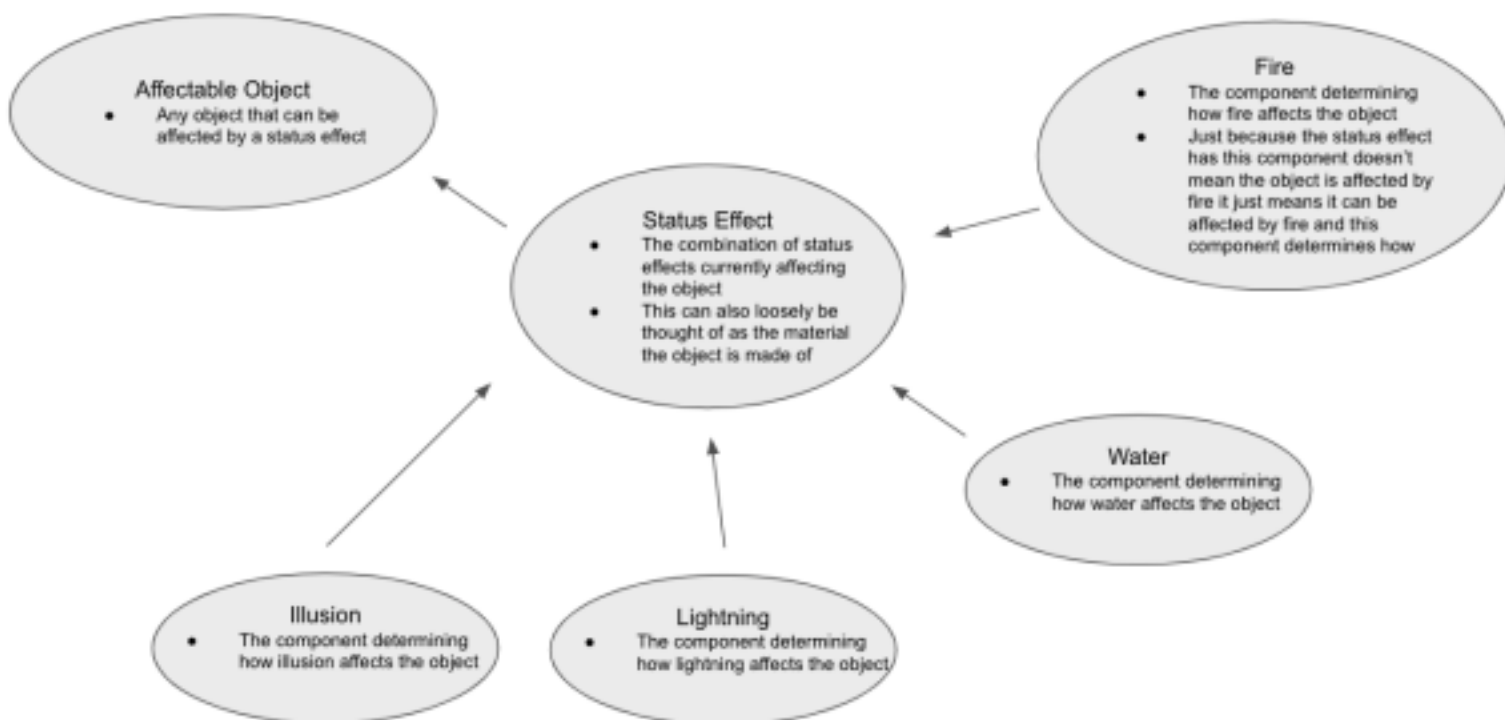 Affectable Object
● Any object that can be
affected by a status effect
Fire
● The component determining
how fire affects the object
● Just because the status effect
has this component doesn't
mean the object is affected by
fire it just means it can be
affected by fire and this
component determines how
Status Effect
● The combination of status
effects currently affecting
the object
● This can also loosely be
thought of as the material
the object is made of
Water
● The component determining
how water affects the object
Illusion
● The component determining
how illusion affects the object
Lightning
● The component determining
how lightning affects the object